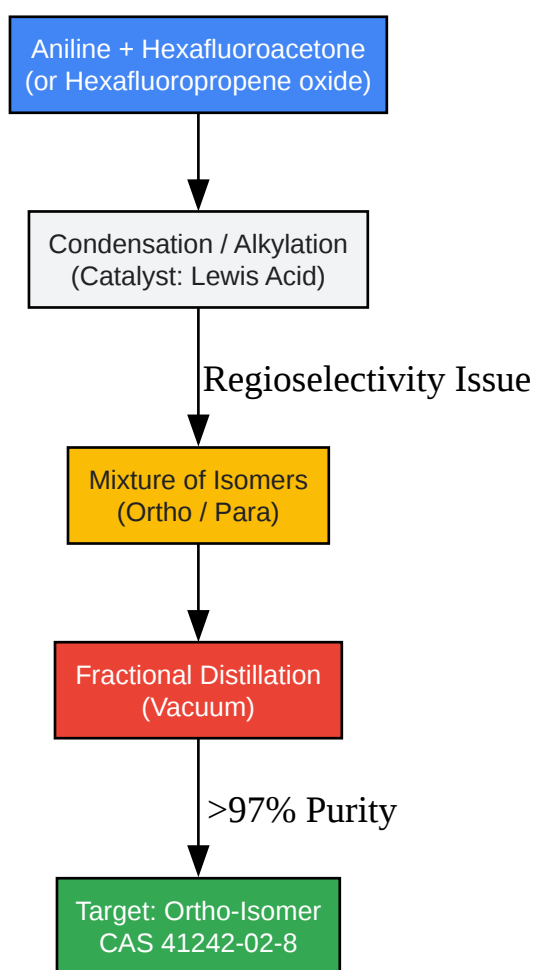 Aniline + Hexafluoroacetone
(or Hexafluoropropene oxide)
Condensation / Alkylation
(Catalyst: Lewis Acid)
Regioselectivity Issue
Mixture of Isomers
(Ortho / Para)
Fractional Distillation
(Vacuum)
>97% Purity
Target: Ortho-Isomer
CAS 41242-02-8